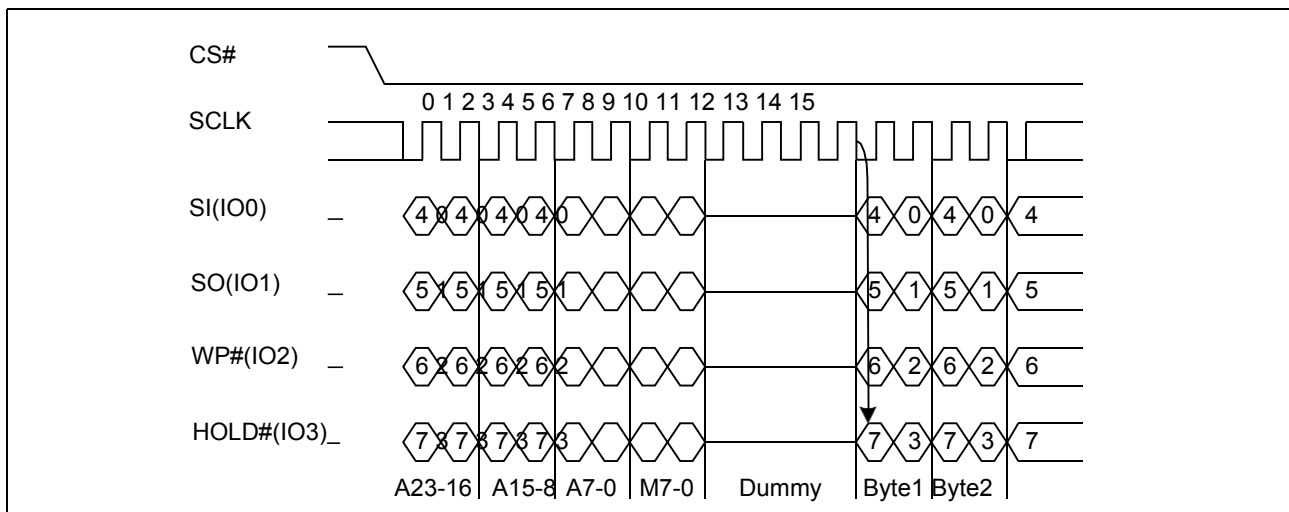 CS#
0 1 2 3 4 5 6 7 8 9 10 11 12 13 14 15
SCLK
SI(IO0) _ 4 0 4 0 4 0 4 0 4 0 4 0 4
SO(IO1) _ 5 1 5 1 5 1 5 1 5 1 5 1 5
WP#(IO2) _ 6 2 6 2 6 2 6 2 6 2 6 2 6
HOLD#(IO3)_ 7 3 7 3 7 3 7 3 7 3 7 3 7
A23-16 A15-8 A7-0 M7-0 Dummy Byte1 Byte2